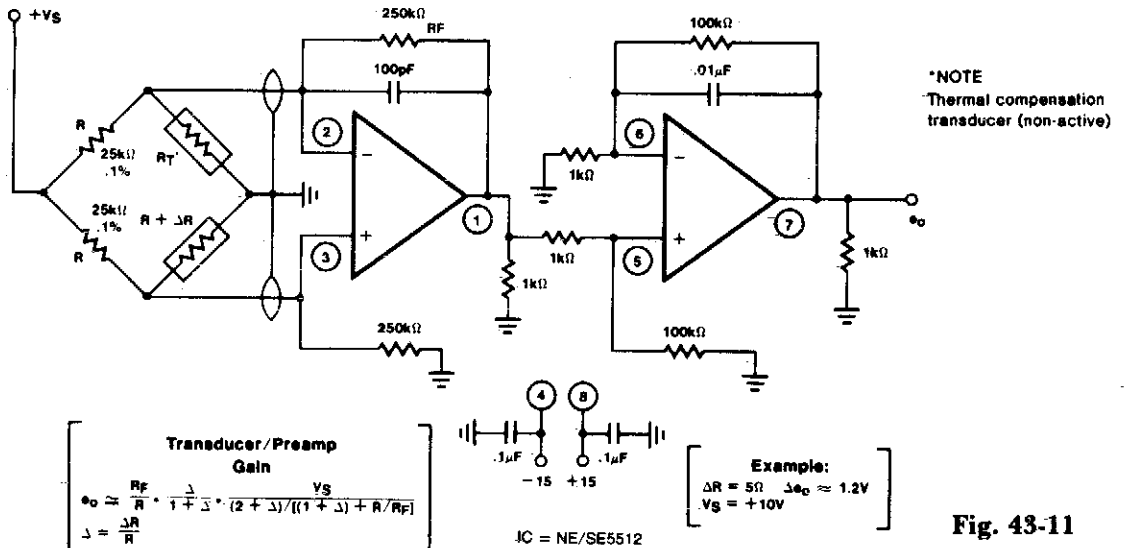 +VS
250kΩ
RF
100pF
R
25kΩ
.1%
RT'
25kΩ
.1%
R
R + ΔR
2
−
3
+
1
1kΩ
1kΩ
250kΩ
100kΩ
.01µF
1kΩ
6
−
5
+
7
eo
1kΩ
100kΩ
*NOTE
Thermal compensation
transducer (non-active)
4
8
.1µF
.1µF
−15
+15
IC = NE/SE5512
Transducer/Preamp
Gain
eo ≃ RF/R · Δ/1 + Δ · VS/(2 + Δ)/[(1 + Δ) + R/RF]
Δ = ΔR/R
Example:
ΔR = 5Ω Δeo ≈ 1.2V
VS = +10V
Fig. 43-11